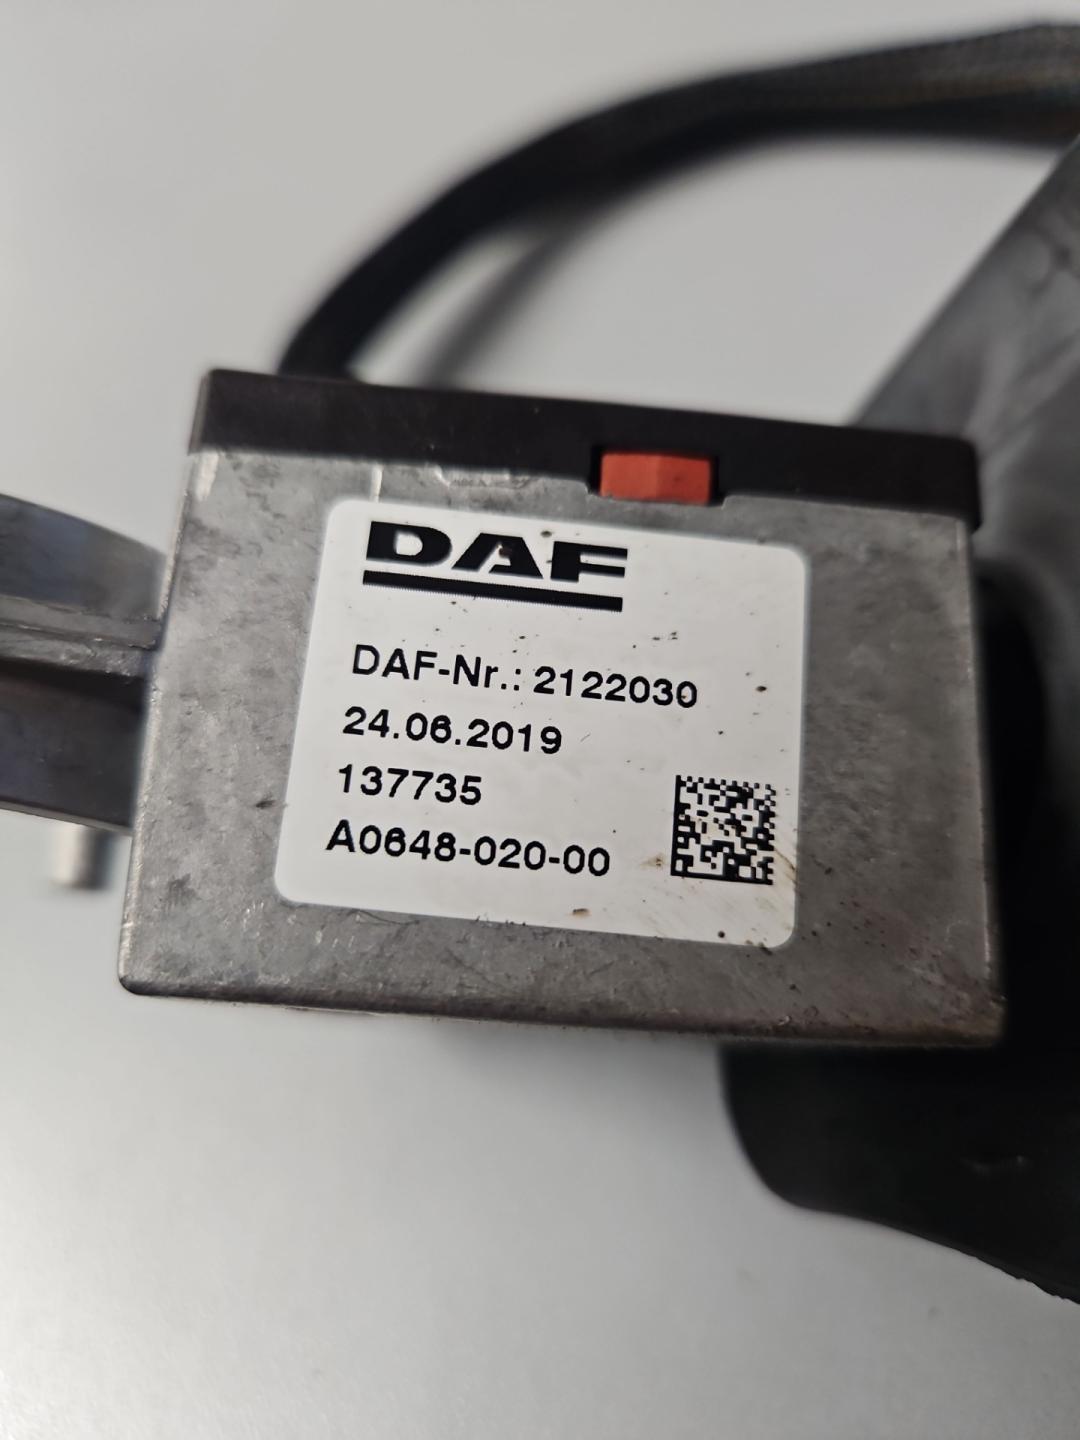 DAF
DAF-Nr.: 2122030
24.06.2019
137735
A0648-020-00